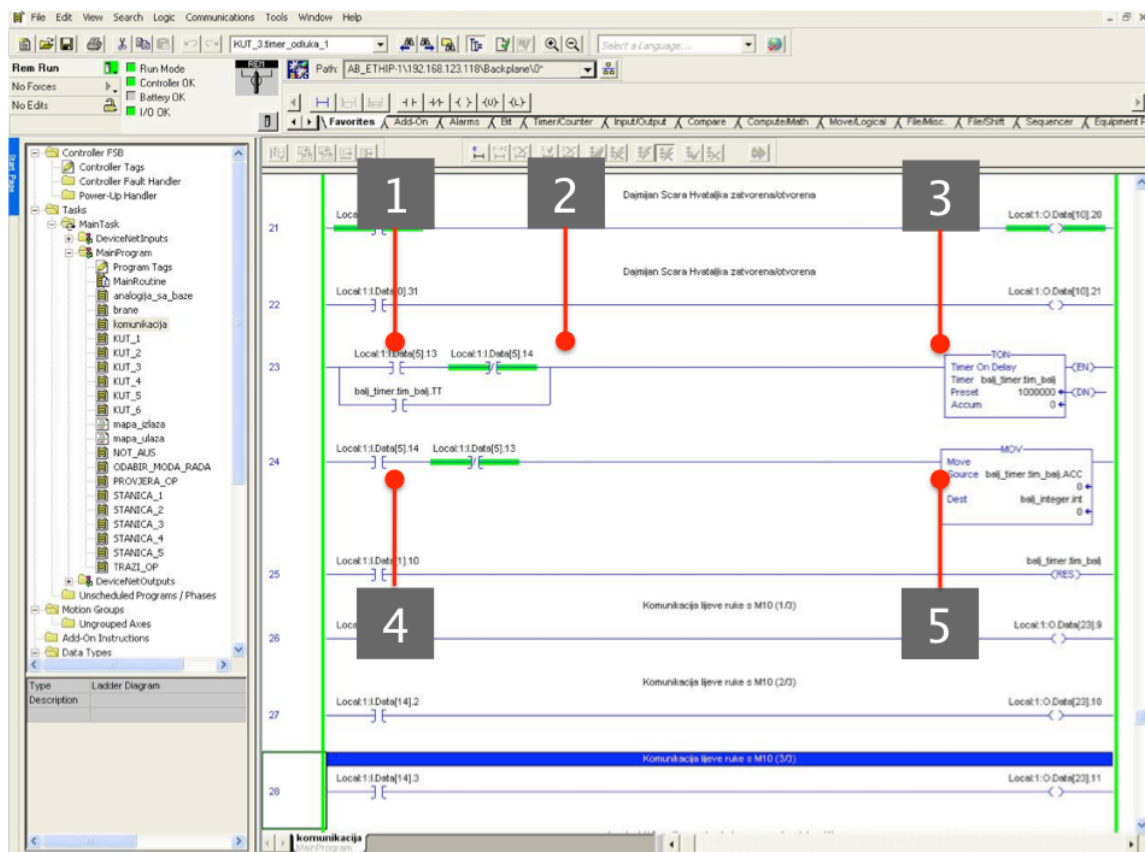 File Edit View Search Logic Communications Tools Window Help
KUT_3.timer_odluka_1
Select a Language...
Rem Run
Run Mode
REM
Path: AB_ETHIP-1\192.168.123.118\Backplane\0*
No Forces
Controller OK
Battery OK
No Edits
I/O OK
Favorites Add-On Alarms Bit Timer/Counter Input/Output Compare Compute/Math Move/Logical File/Misc. File/Shift Sequencer Equipment
Start Page
Controller FSB
Controller Tags
Controller Fault Handler
Power-Up Handler
Tasks
MainTask
DeviceNetInputs
MainProgram
Program Tags
MainRoutine
analogija_sa_baze
brane
komunikacija
KUT_1
KUT_2
KUT_3
KUT_4
KUT_5
KUT_6
mapa_izlaza
mapa_ulaza
NOT_AUS
ODABIR_MODA_RADA
PROVJERA_OP
STANICA_1
STANICA_2
STANICA_3
STANICA_4
STANICA_5
TRAZI_OP
DeviceNetOutputs
Unscheduled Programs / Phases
Motion Groups
Ungrouped Axes
Add-On Instructions
Data Types
Type Ladder Diagram
Description
Dajmijan Scara Hvataljka zatvorena/otvorena
1 2 3
Local:1:O.Data[10].20
21
Dajmijan Scara Hvataljka zatvorena/otvorena
Local:1:I.Data[0].31 Local:1:O.Data[10].21
22
Local:1:I.Data[5].13 Local:1:I.Data[5].14
23
balj_timer.tim_balj.TT
TON
Timer On Delay (EN)
Timer balj_timer.tim_balj
Preset 1000000 (DN)
Accum 0
Local:1:I.Data[5].14 Local:1:I.Data[5].13
24
MOV
Move
Source balj_timer.tim_balj.ACC
0
Dest balj_integer.int
0
Local:1:I.Data[1].10 balj_timer.tim_balj
25
(RES)
4 5
Komunikacija lijeve ruke s M10 (1/3)
Local:1:O.Data[23].9
26
Komunikacija lijeve ruke s M10 (2/3)
Local:1:I.Data[14].2 Local:1:O.Data[23].10
27
Komunikacija lijeve ruke s M10 (3/3)
Local:1:I.Data[14].3 Local:1:O.Data[23].11
28
komunikacija
MainProgram